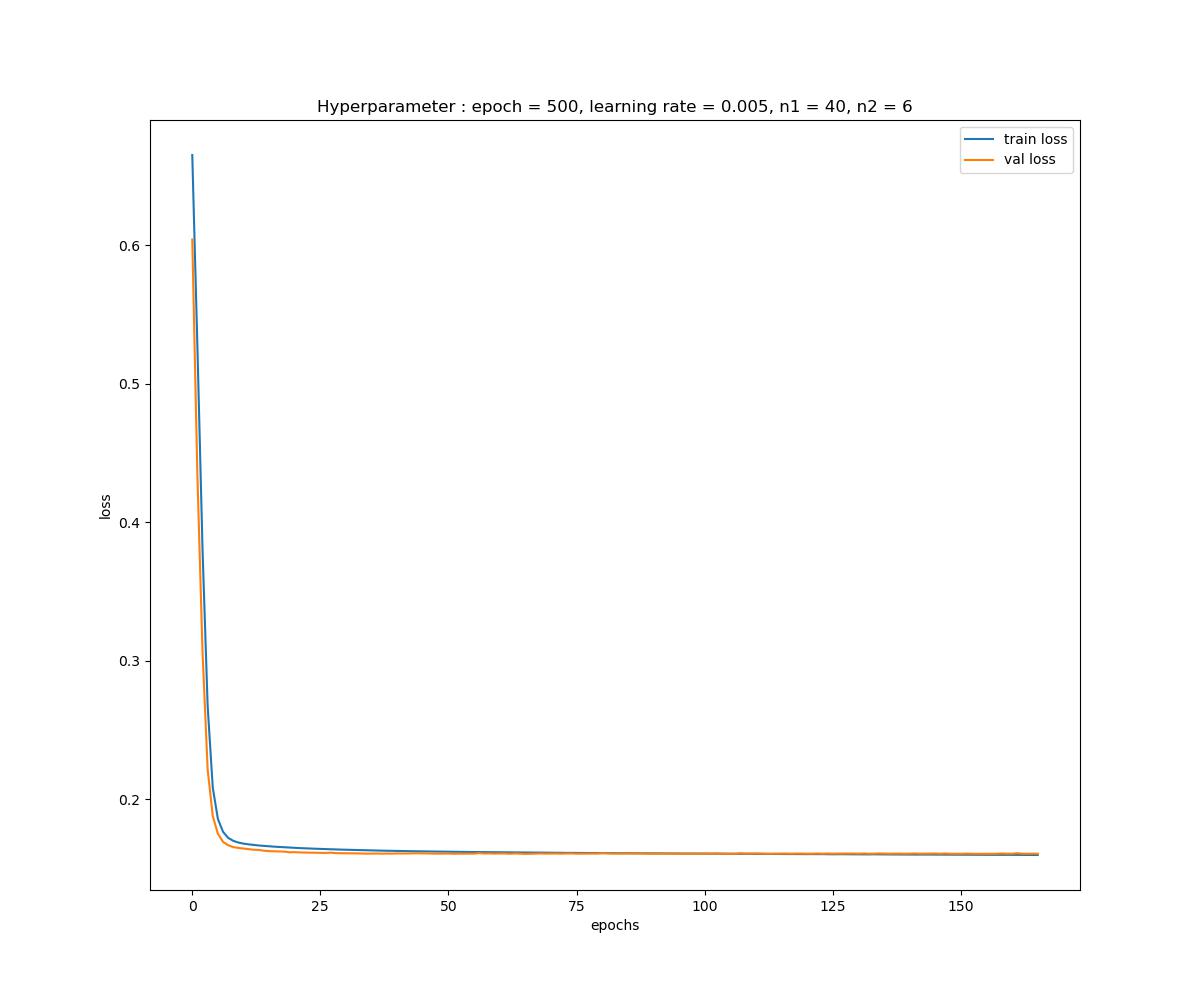 Hyperparameter : epoch = 500, learning rate = 0.005, n1 = 40, n2 = 6
train loss
val loss
0.6
0.5
0.4
0.3
0.2
loss
0 25 50 75 100 125 150
epochs